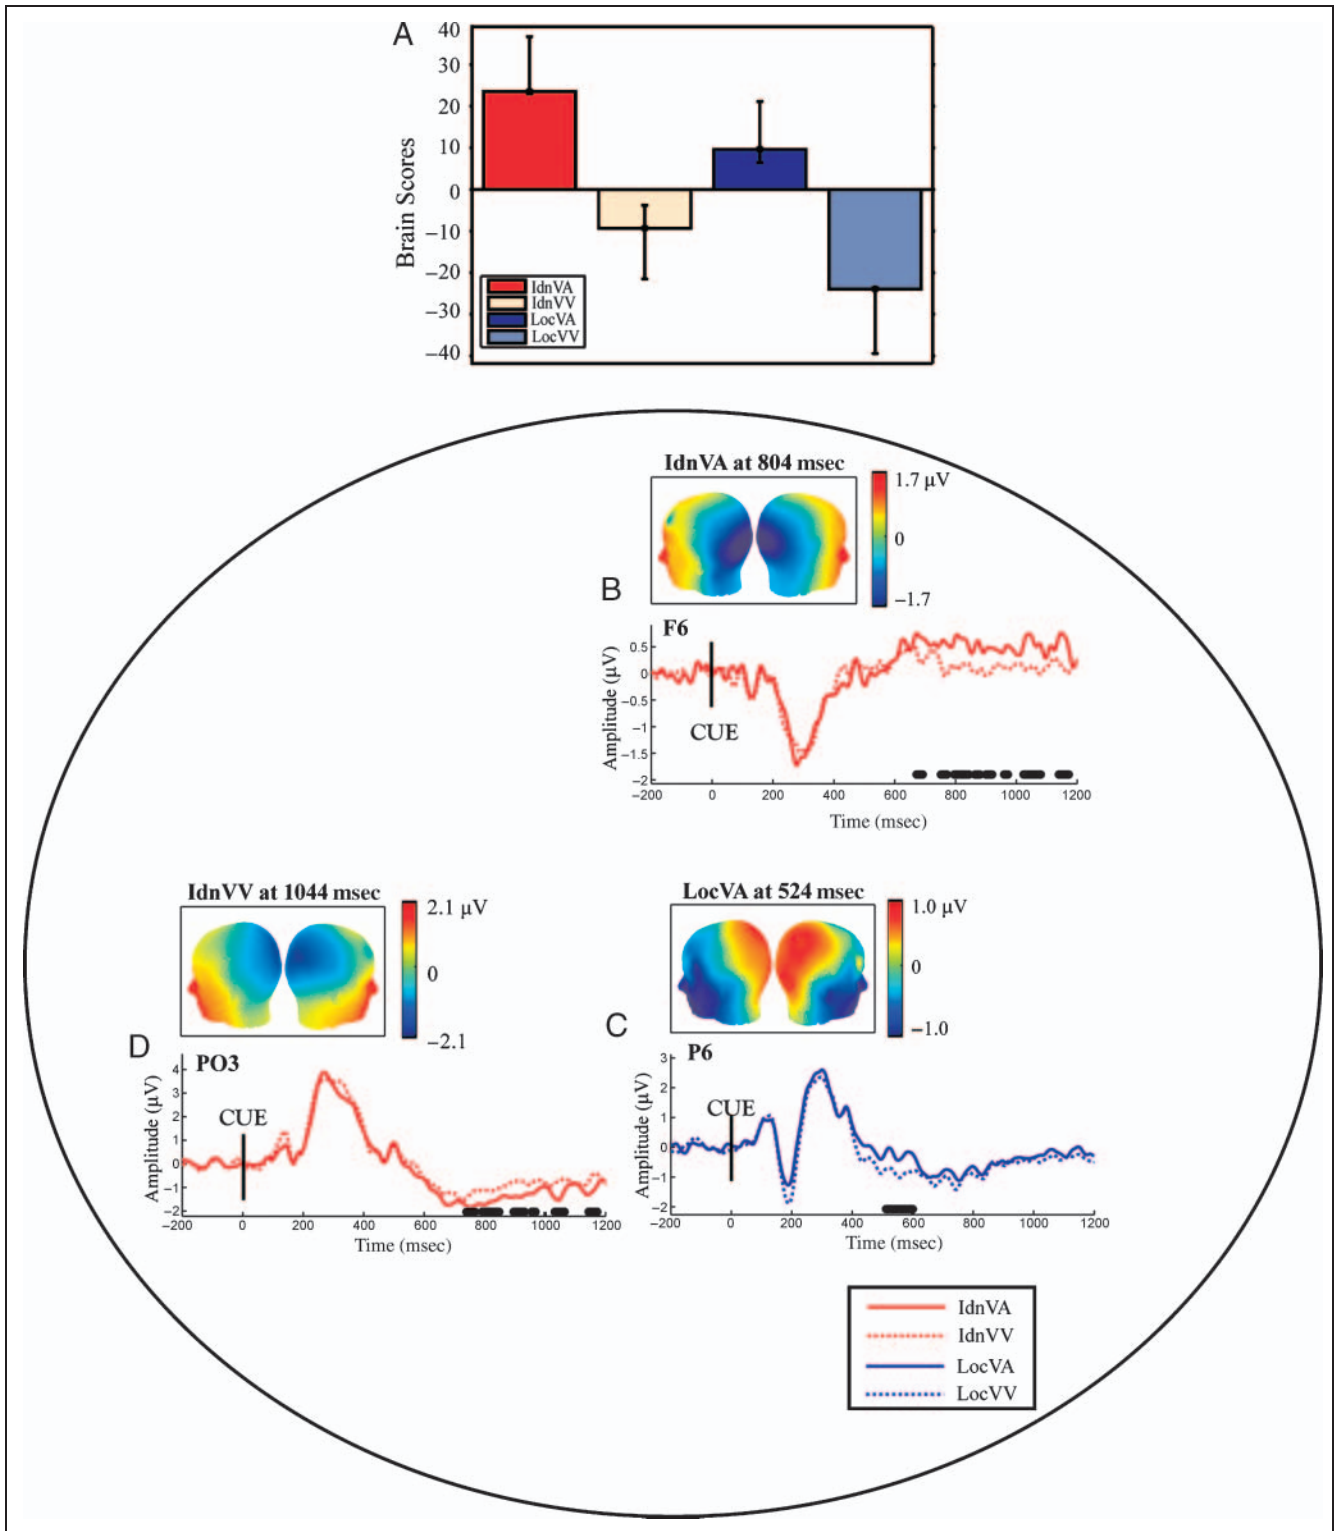 A
40
30
20
10
0
−10
−20
−30
−40
Brain Scores
IdnVA
IdnVV
LocVA
LocVV
IdnVA at 804 msec
1.7 μV
0
−1.7
B
F6
0.5
0
−0.5
−1
−1.5
−2
Amplitude (μV)
CUE
−200 0 200 400 600 800 1000 1200
Time (msec)
IdnVV at 1044 msec
2.1 μV
0
−2.1
D
PO3
4
3
2
1
0
−1
−2
Amplitude (μV)
CUE
−200 0 200 400 600 800 1000 1200
Time (msec)
LocVA at 524 msec
1.0 μV
0
−1.0
C
P6
3
2
1
0
−1
−2
Amplitude (μV)
CUE
−200 0 200 400 600 800 1000 1200
Time (msec)
IdnVA
IdnVV
LocVA
LocVV